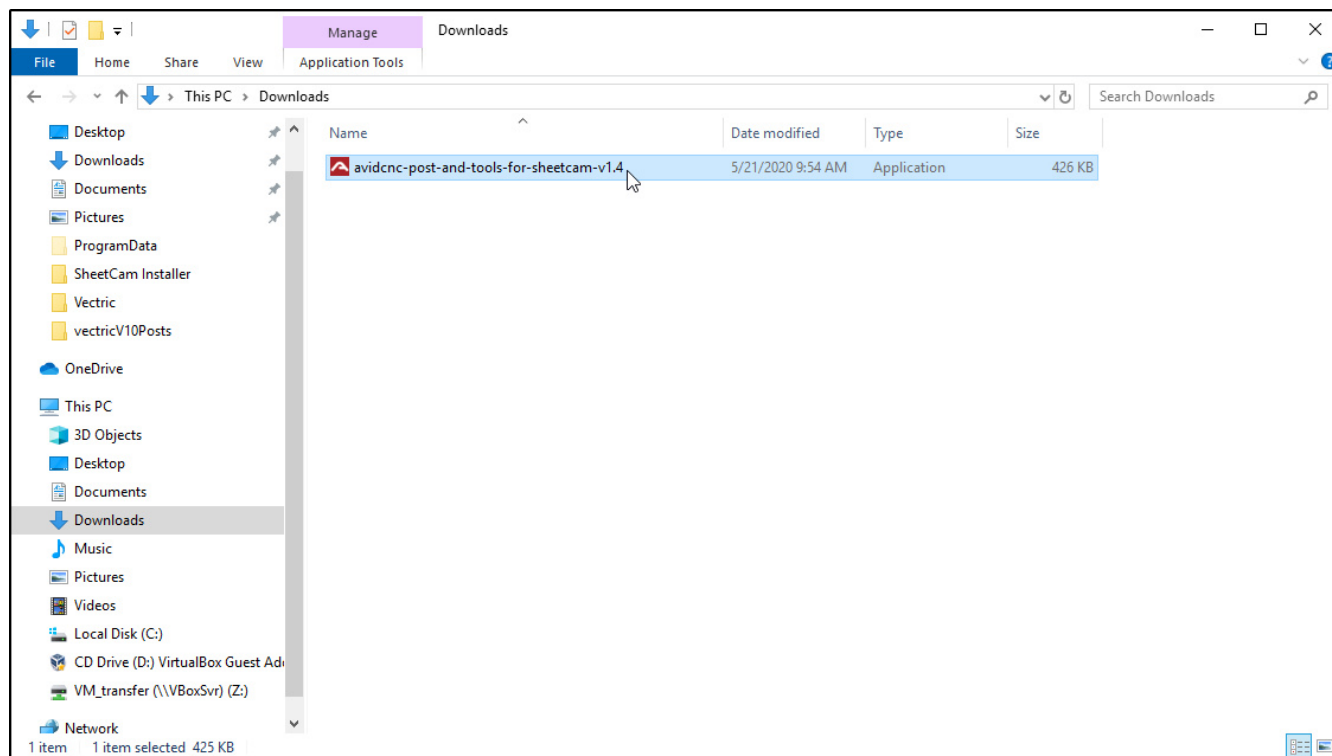 Manage
Downloads
File
Home
Share
View
Application Tools
This PC > Downloads
Search Downloads
Desktop
Downloads
Documents
Pictures
ProgramData
SheetCam Installer
Vectric
vectricV10Posts
OneDrive
This PC
3D Objects
Desktop
Documents
Downloads
Music
Pictures
Videos
Local Disk (C:)
CD Drive (D:) VirtualBox Guest Ad
VM_transfer (\\VBoxSvr) (Z:)
Network
Name Date modified Type Size
avidcnc-post-and-tools-for-sheetcam-v1.4 5/21/2020 9:54 AM Application 426 KB
1 item 1 item selected 425 KB